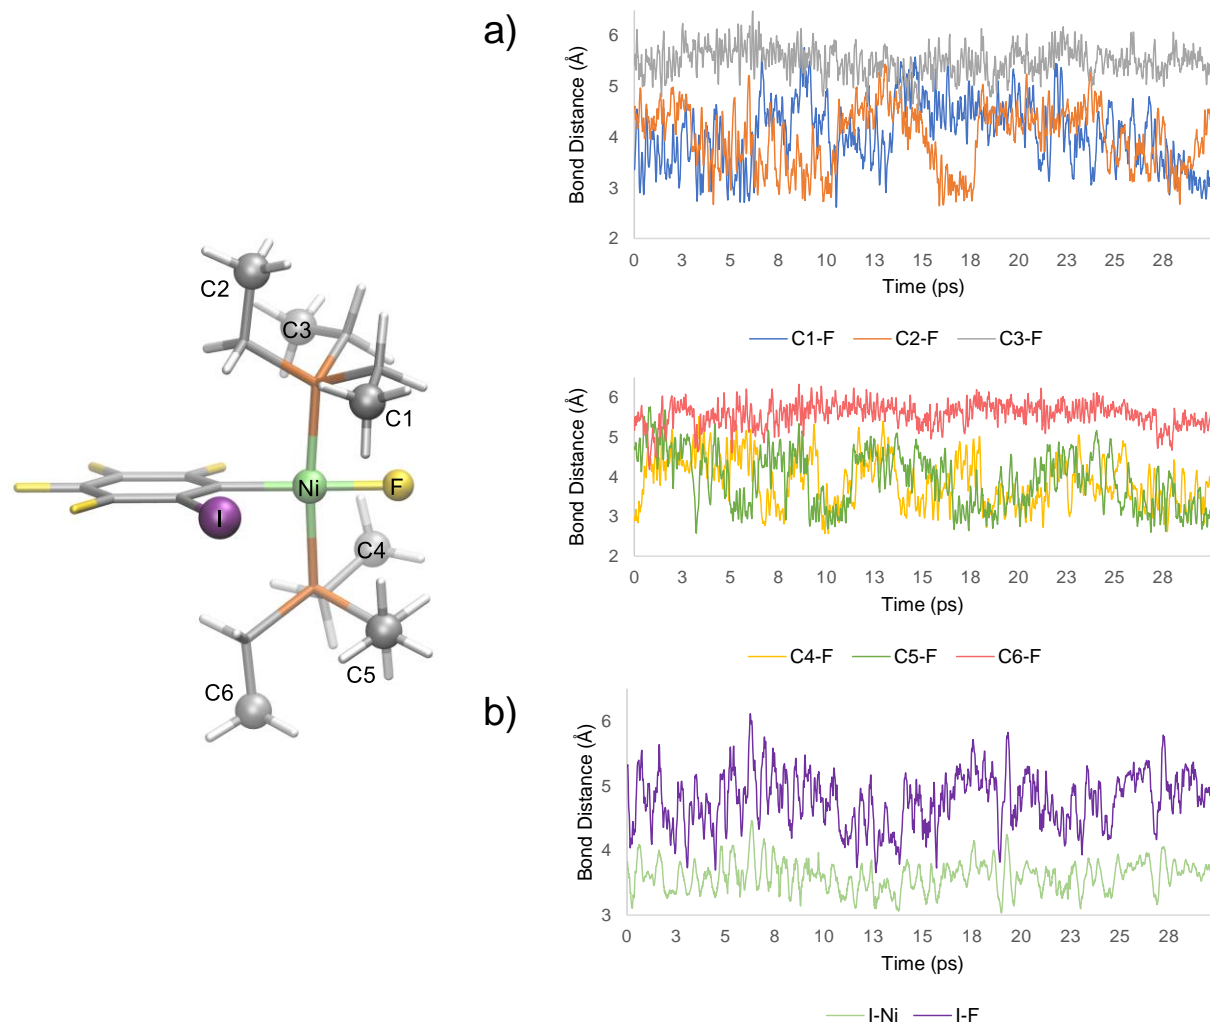 a)
Bond Distance (Å)
6
5
4
3
2
0 3 5 8 10 13 15 18 20 23 25 28
Time (ps)
C1-F C2-F C3-F
C2
C3
C1
Ni
F
I
C4
C5
C6
Bond Distance (Å)
6
5
4
3
2
0 3 5 8 10 13 15 18 20 23 25 28
Time (ps)
C4-F C5-F C6-F
b)
Bond Distance (Å)
6
5
4
3
0 3 5 8 10 13 15 18 20 23 25 28
Time (ps)
I-Ni I-F